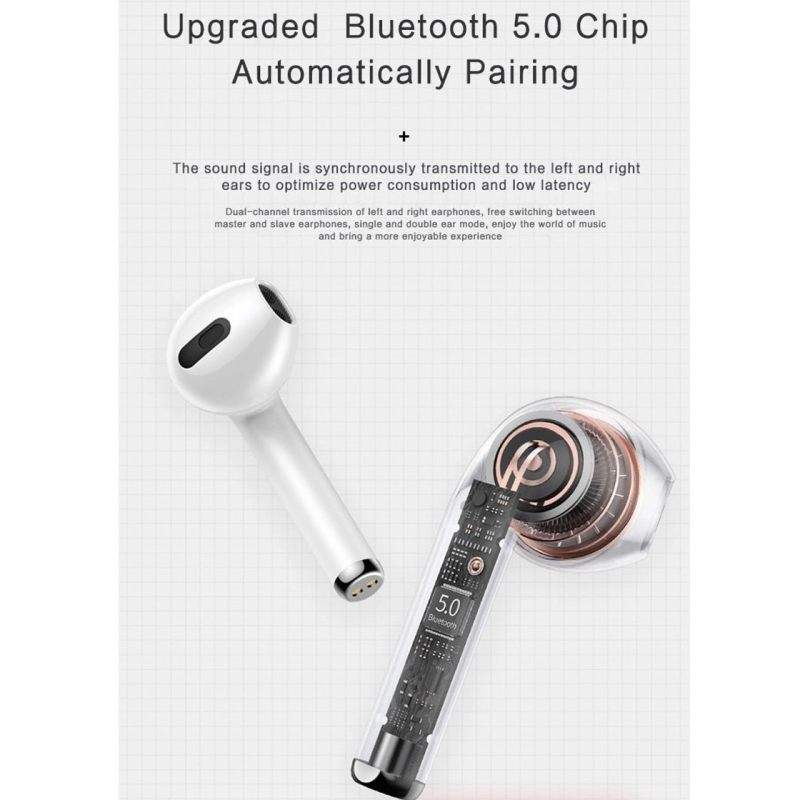 Upgraded Bluetooth 5.0 Chip
Automatically Pairing
+
The sound signal is synchronously transmitted to the left and right
ears to optimize power consumption and low latency
Dual-channel transmission of left and right earphones, free switching between
master and slave earphones, single and double ear mode, enjoy the world of music
and bring a more enjoyable experience
5.0
Bluetooth